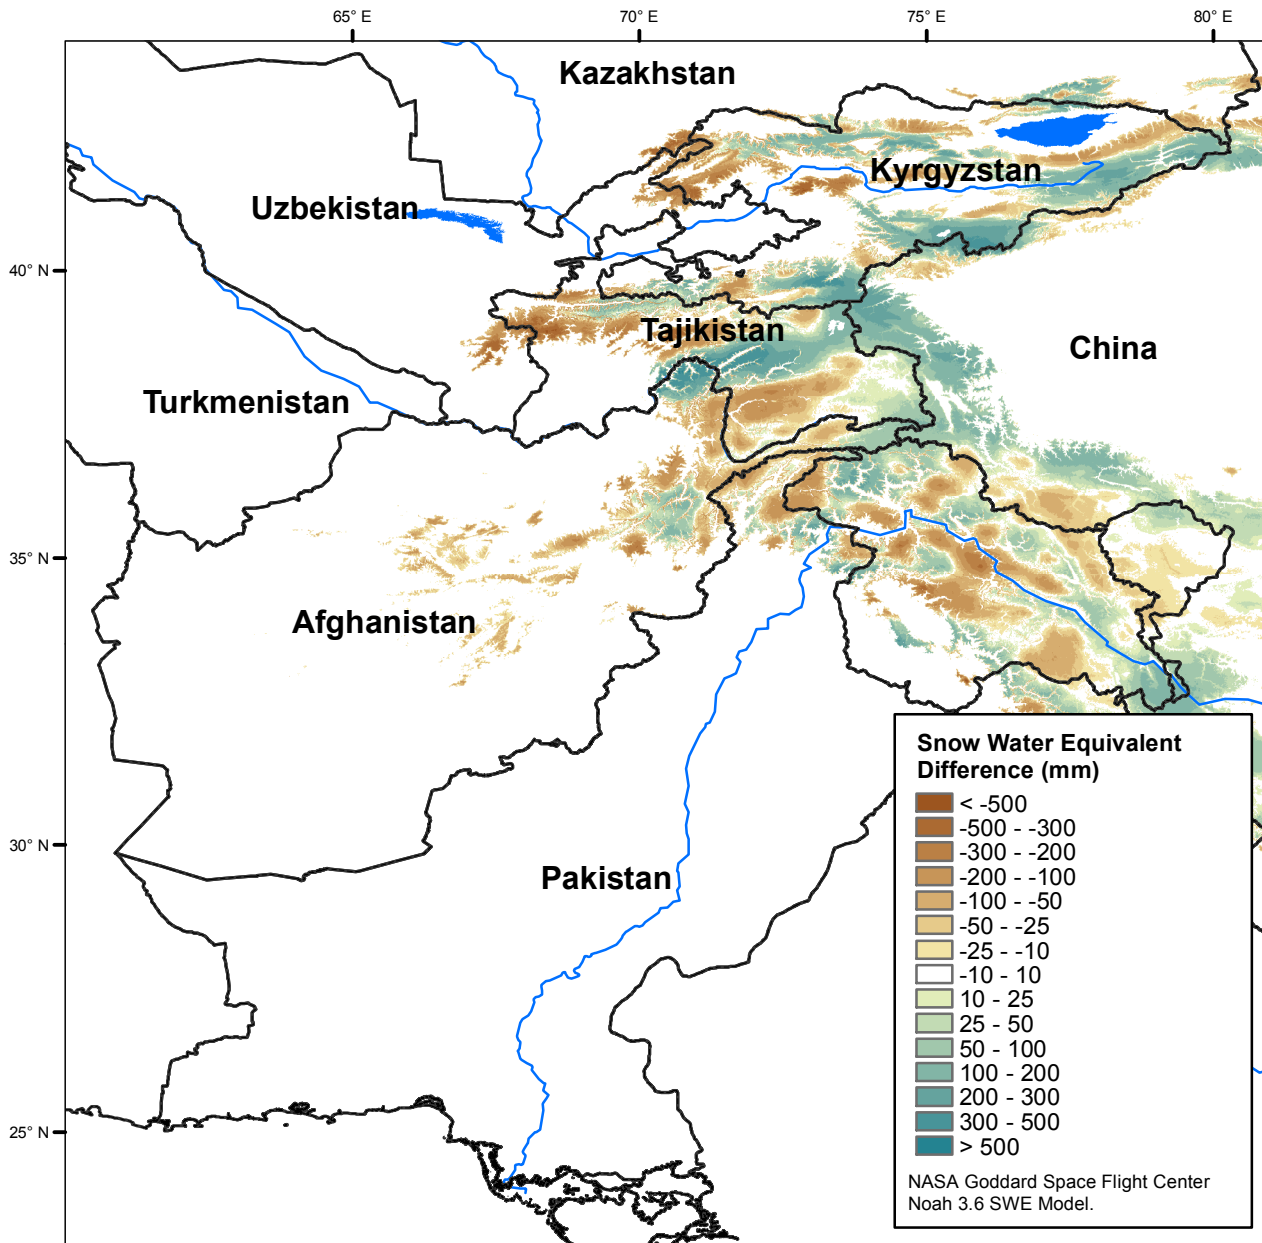 65° E
70° E
75° E
80° E
Kazakhstan
Kyrgyzstan
Uzbekistan
40° N
Tajikistan
China
Turkmenistan
35° N
Afghanistan
30° N
Pakistan
25° N
Snow Water Equivalent
Difference (mm)
< -500
-500 - -300
-300 - -200
-200 - -100
-100 - -50
-50 - -25
-25 - -10
-10 - 10
10 - 25
25 - 50
50 - 100
100 - 200
200 - 300
300 - 500
> 500
NASA Goddard Space Flight Center
Noah 3.6 SWE Model.